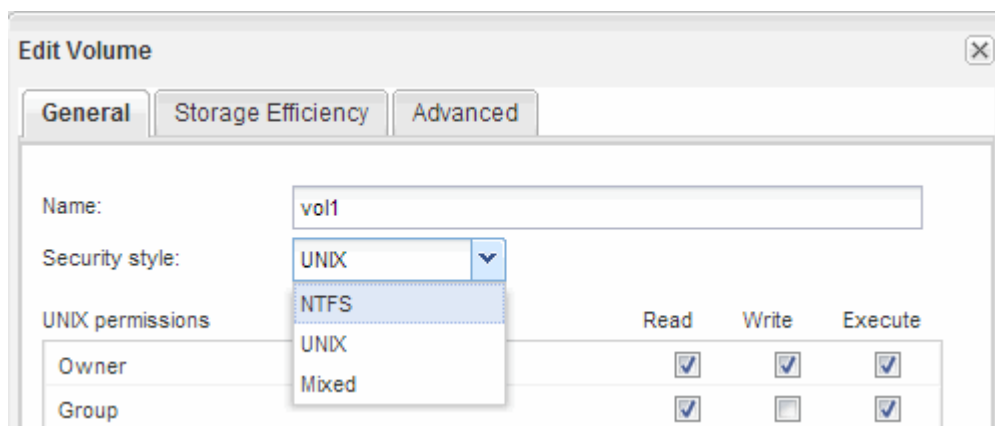 Edit Volume
General Storage Efficiency Advanced
Name: vol1
Security style: UNIX
NTFS
UNIX
Mixed
UNIX permissions Read Write Execute
Owner
Group